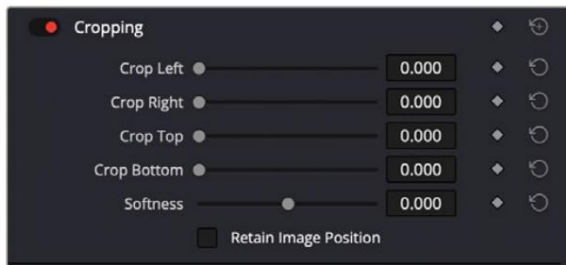 Cropping
Crop Left 0.000
Crop Right 0.000
Crop Top 0.000
Crop Bottom 0.000
Softness 0.000
Retain Image Position